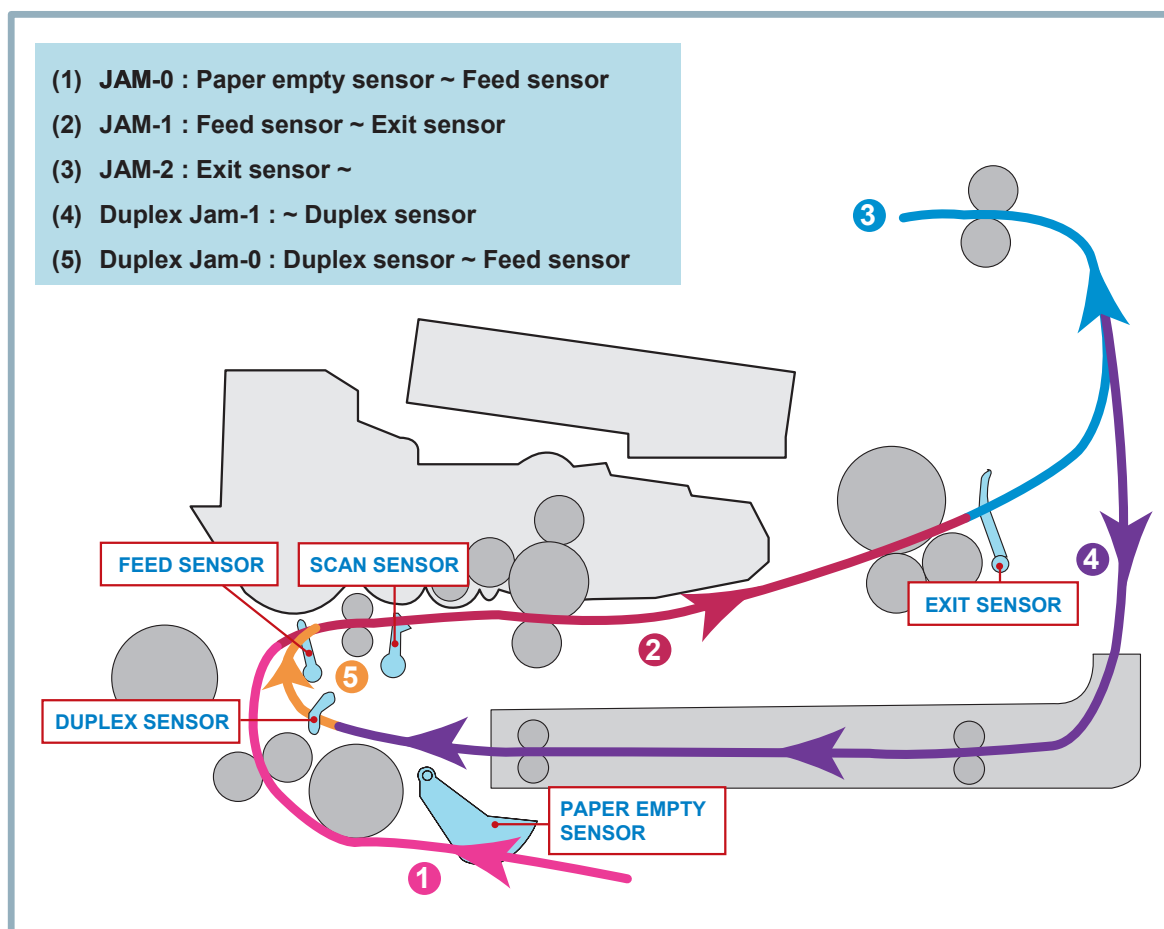 (1) JAM-0 : Paper empty sensor ~ Feed sensor
(2) JAM-1 : Feed sensor ~ Exit sensor
(3) JAM-2 : Exit sensor ~
(4) Duplex Jam-1 : ~ Duplex sensor
(5) Duplex Jam-0 : Duplex sensor ~ Feed sensor
3
FEED SENSOR
SCAN SENSOR
4
EXIT SENSOR
2
5
DUPLEX SENSOR
PAPER EMPTY
SENSOR
1